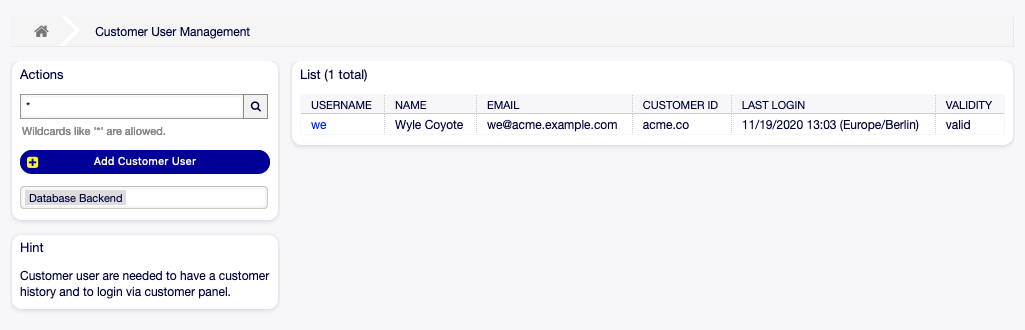 Customer User Management
Actions
*
Wildcards like '*' are allowed.
Add Customer User
Database Backend
Hint
Customer user are needed to have a customer
history and to login via customer panel.
List (1 total)
USERNAME NAME EMAIL CUSTOMER ID LAST LOGIN VALIDITY
we Wyle Coyote we@acme.example.com acme.co 11/19/2020 13:03 (Europe/Berlin) valid